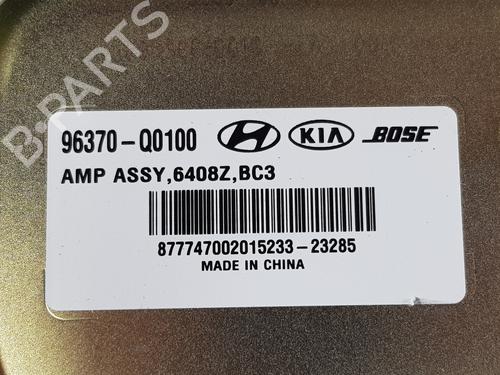 B-PARTS
96370-Q0100 KIA BOSE
AMP ASSY,6408Z,BC3
877747002015233-23285
MADE IN CHINA